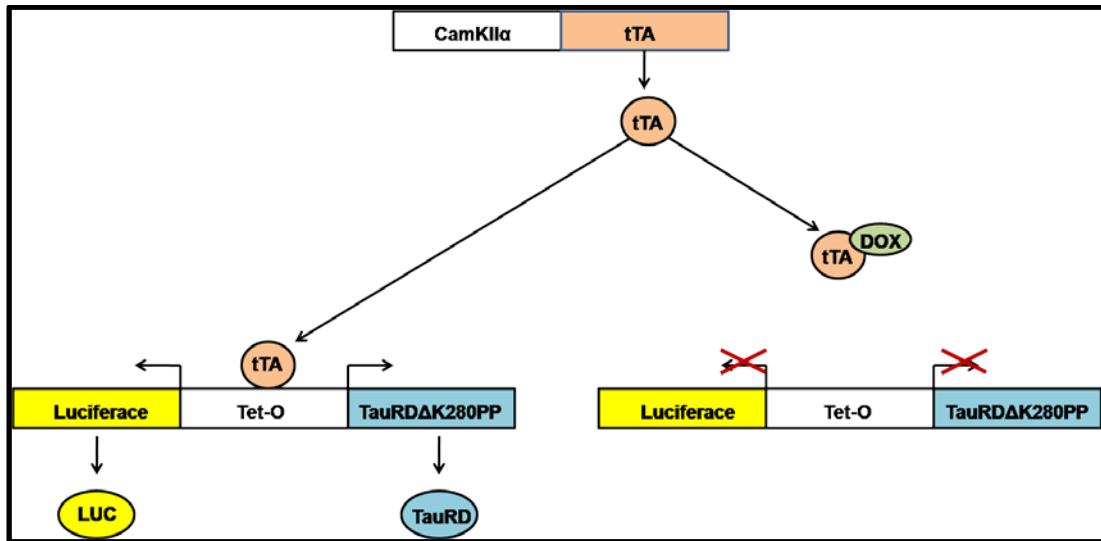 CamKIIα tTA
tTA
DOX
tTA
tTA
Luciferace Tet-O TauRDΔK280PP
Luciferace Tet-O TauRDΔK280PP
LUC
TauRD